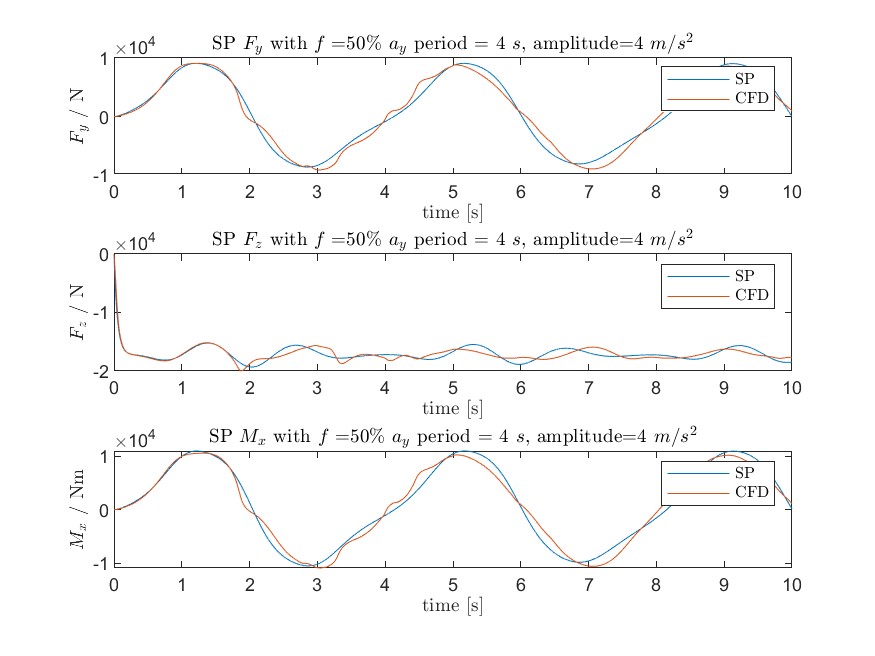 SP F_y with f =50% a_y period = 4 s, amplitude=4 m/s^2
×10^4
1
0
-1
F_y / N
SP
CFD
0 1 2 3 4 5 6 7 8 9 10
time [s]
SP F_z with f =50% a_y period = 4 s, amplitude=4 m/s^2
×10^4
0
-1
-2
F_z / N
SP
CFD
0 1 2 3 4 5 6 7 8 9 10
time [s]
SP M_x with f =50% a_y period = 4 s, amplitude=4 m/s^2
×10^4
1
0
-1
M_x / Nm
SP
CFD
0 1 2 3 4 5 6 7 8 9 10
time [s]